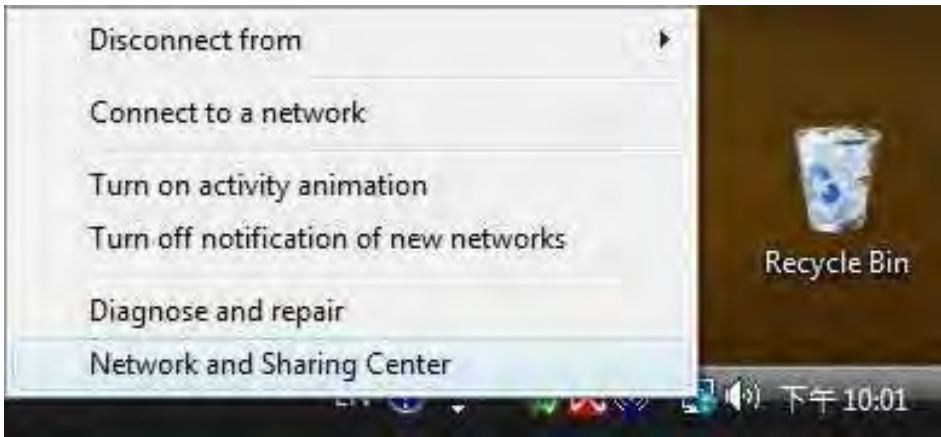 Disconnect from
Connect to a network
Turn on activity animation
Turn off notification of new networks
Diagnose and repair
Network and Sharing Center
Recycle Bin
下午 10:01